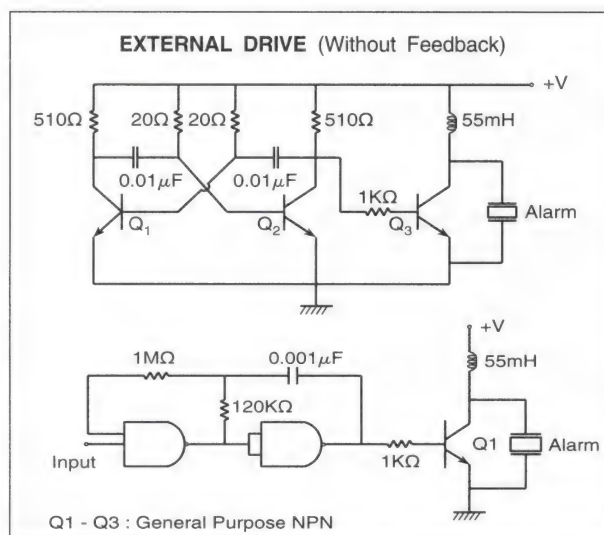 EXTERNAL DRIVE (Without Feedback)
+V
510Ω 20Ω 20Ω 510Ω 55mH
0.01μF 0.01μF
1KΩ
Q1 Q2 Q3 Alarm
+V
1MΩ 0.001μF 55mH
120KΩ
Q1 Alarm
Input 1KΩ
Q1 - Q3 : General Purpose NPN